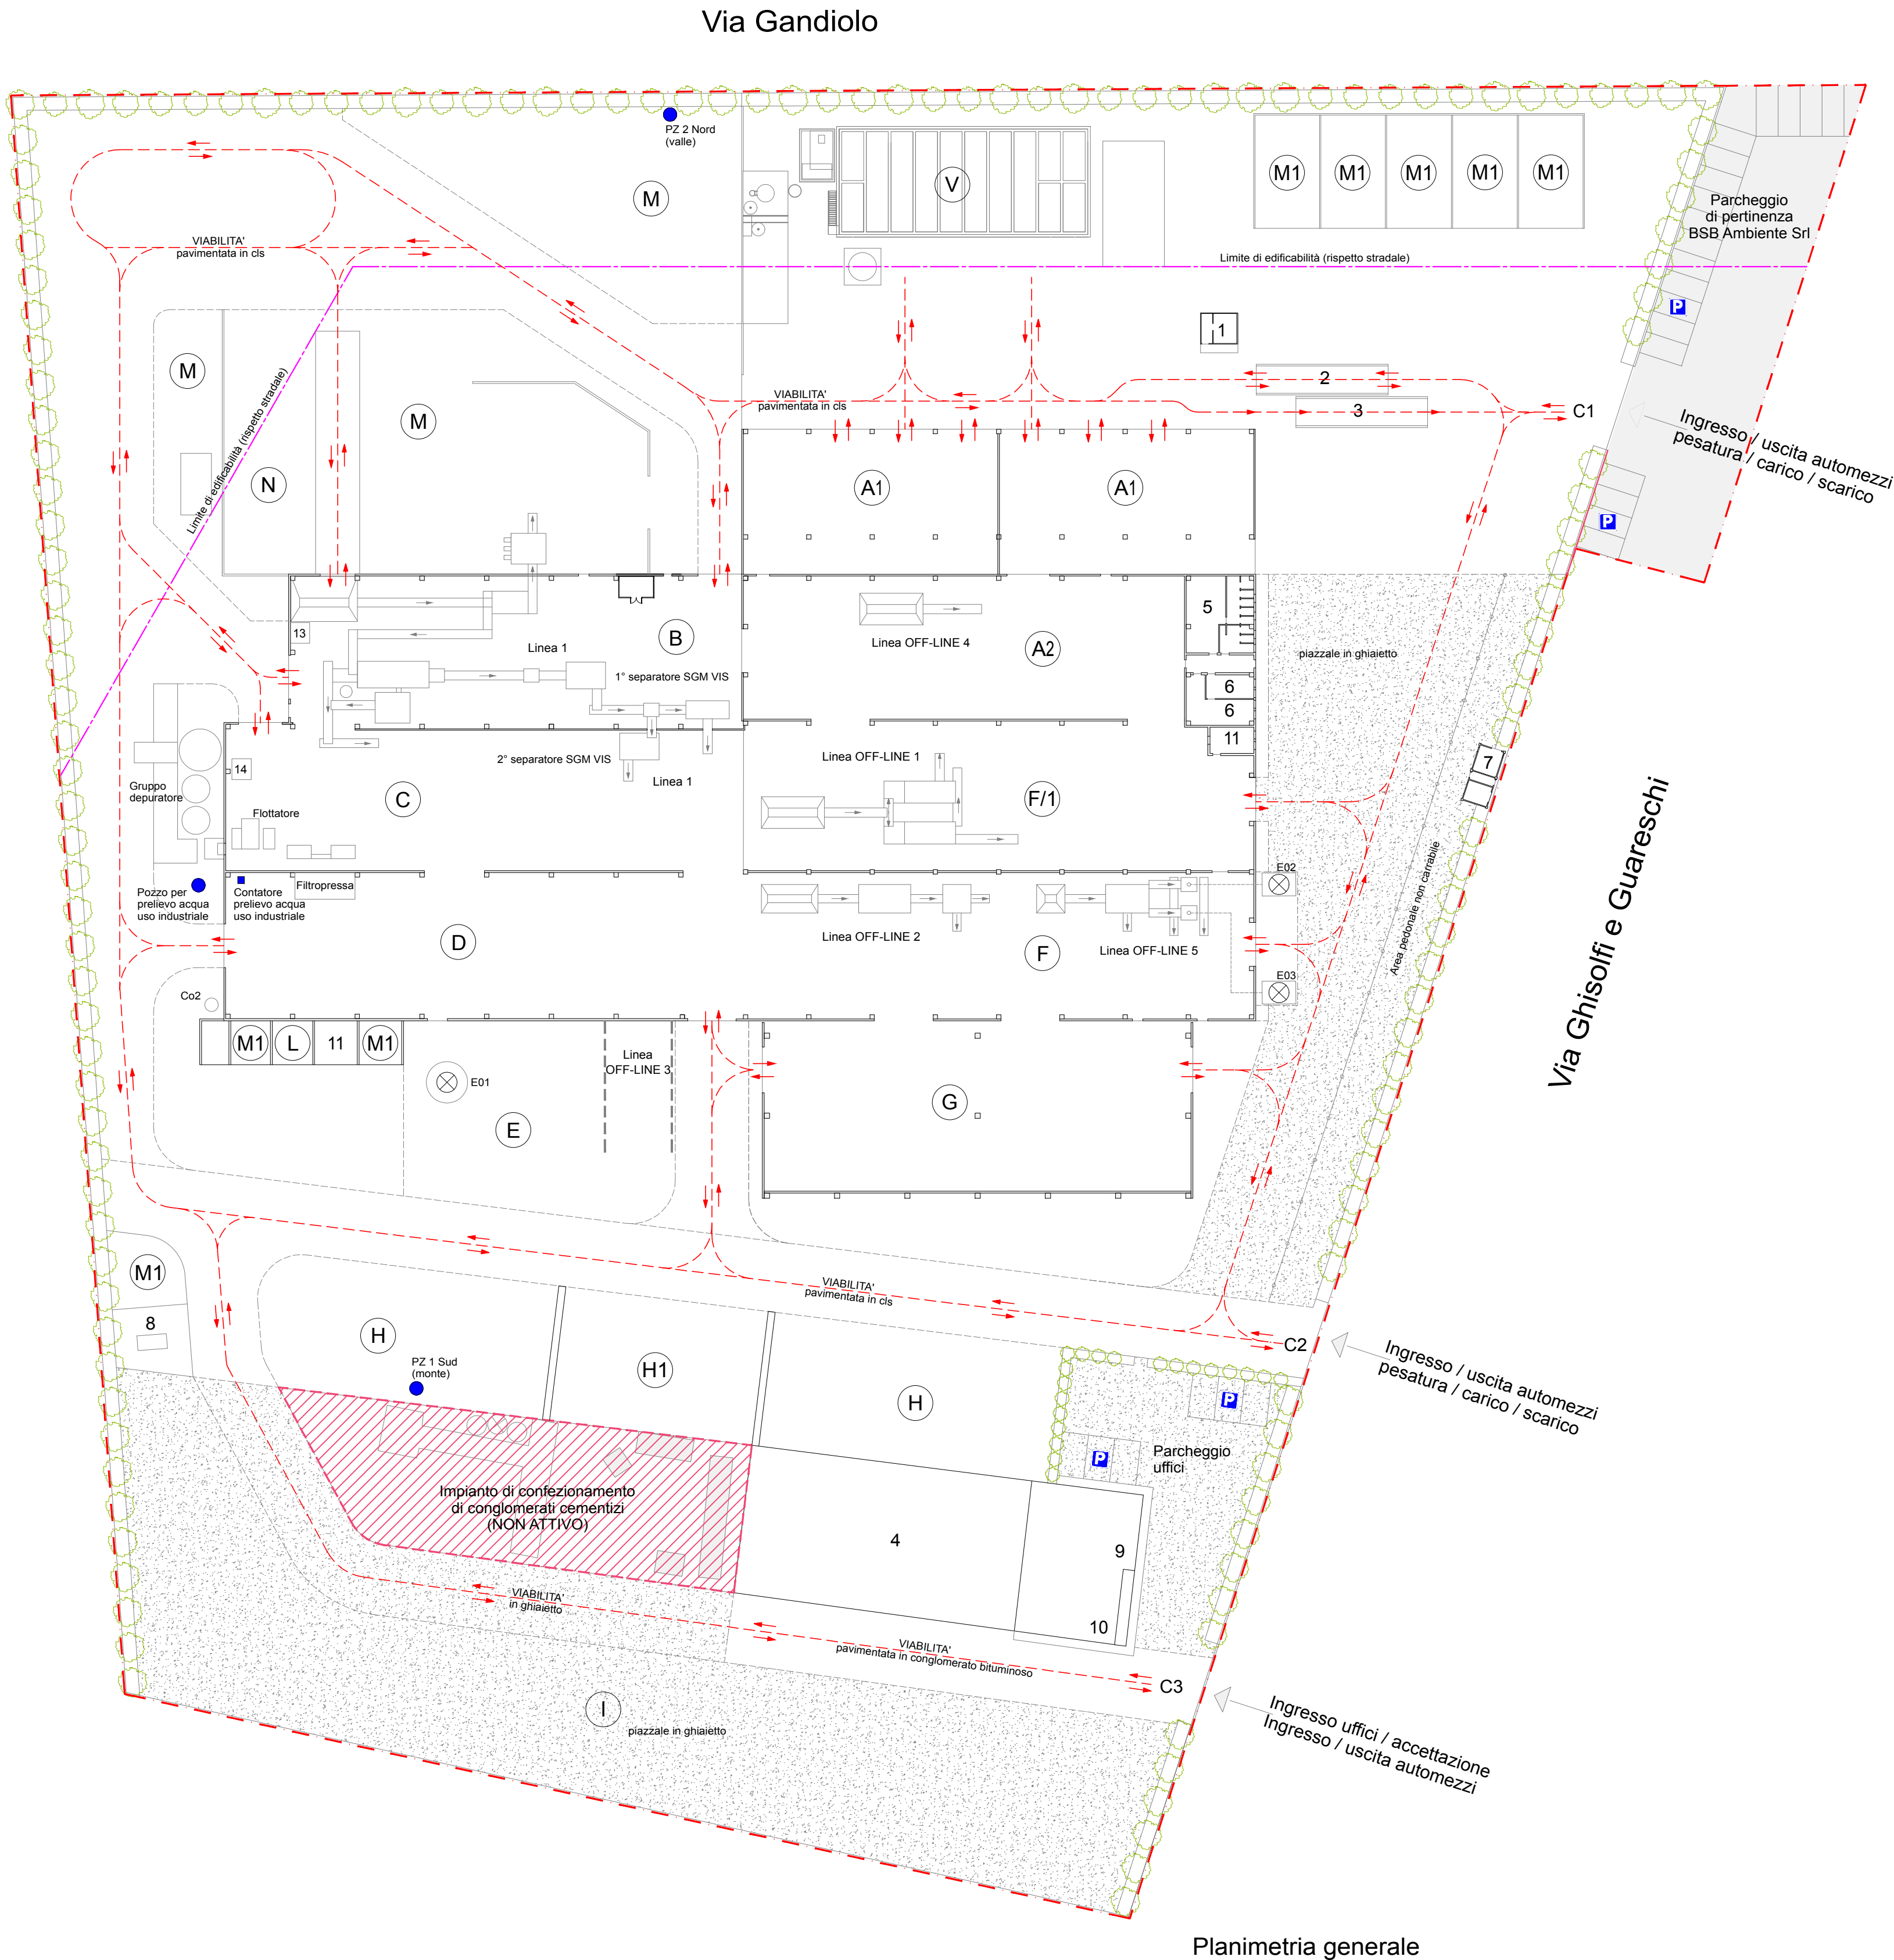 Via Gandiolo
PZ 2 Nord
(valle)
M
V
M1
M1
M1
M1
M1
Parcheggio
di pertinenza
BSB Ambiente Srl
VIABILITA'
pavimentata in cls
Limite di edificabilità (rispetto stradale)
P
1
M
Limite di edificabilità (rispetto stradale)
2
VIABILITA'
pavimentata in cls
3
C1
M
Ingresso / uscita automezzi
pesatura / carico / scarico
N
A1
A1
P
13
B
Linea 1
5
Linea OFF-LINE 4
A2
piazzale in ghiaietto
1° separatore SGM VIS
6
6
11
2° separatore SGM VIS
Linea 1
Linea OFF-LINE 1
7
14
Gruppo
depuratore
C
F/1
Flottatore
Via Ghisolfi e Guareschi
E02
Pozzo per
prelievo acqua
uso industriale
Contatore
prelievo acqua
uso industriale
Filtropressa
Area pedonale non carrabile
D
Linea OFF-LINE 2
F
Linea OFF-LINE 5
E03
Co2
M1
L
11
M1
Linea
OFF-LINE 3
E01
G
E
M1
VIABILITA'
pavimentata in cls
8
H
C2
Ingresso / uscita automezzi
pesatura / carico / scarico
PZ 1 Sud
(monte)
H1
H
P
Parcheggio
uffici
P
Impianto di confezionamento
di conglomerati cementizi
(NON ATTIVO)
4
9
VIABILITA'
in ghiaietto
10
VIABILITA'
pavimentata in conglomerato bituminoso
C3
I
piazzale in ghiaietto
Ingresso uffici / accettazione
Ingresso / uscita automezzi
Planimetria generale